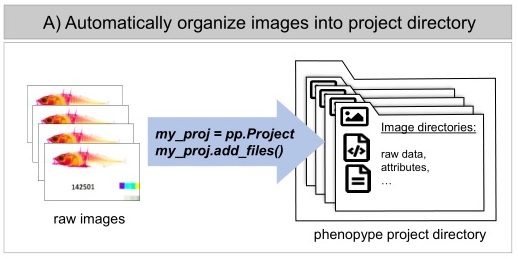 A) Automatically organize images into project directory
my_proj = pp.Project
my_proj.add_files()
142501
raw images
Image directories:
raw data,
attributes,
...
phenopype project directory